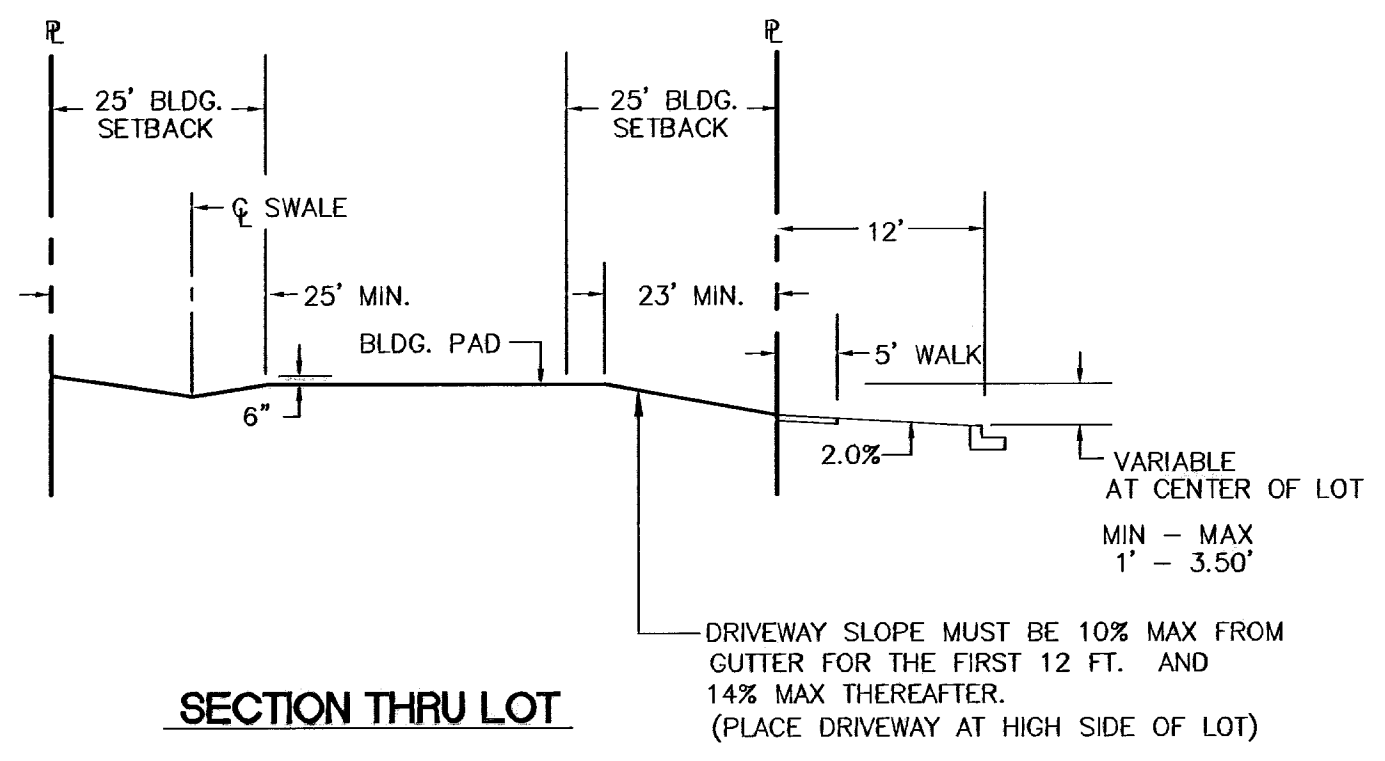 PL
PL
25' BLDG.
SETBACK
25' BLDG.
SETBACK
CL SWALE
12'
25' MIN.
23' MIN.
BLDG. PAD
5' WALK
6"
2.0%
VARIABLE
AT CENTER OF LOT
MIN - MAX
1' - 3.50'
DRIVEWAY SLOPE MUST BE 10% MAX FROM
GUTTER FOR THE FIRST 12 FT. AND
14% MAX THEREAFTER.
(PLACE DRIVEWAY AT HIGH SIDE OF LOT)
SECTION THRU LOT